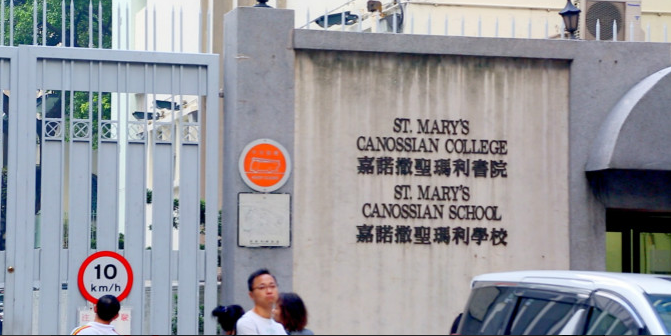 ST. MARY'S
CANOSSIAN COLLEGE
嘉諾撒聖瑪利書院
ST. MARY'S
CANOSSIAN SCHOOL
嘉諾撒聖瑪利學校
10
km/h